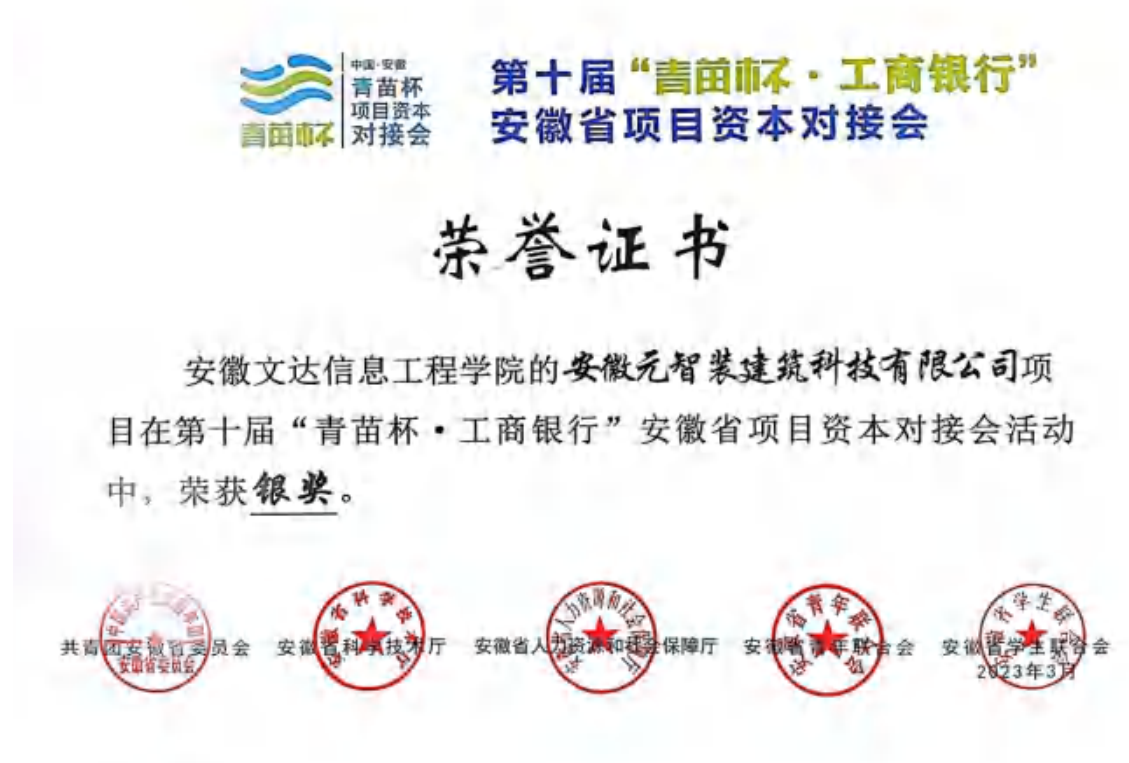 中国·安徽
青苗杯
项目资本
对接会
青苗杯
第十届“青苗杯·工商银行”
安徽省项目资本对接会
荣誉证书
安徽文达信息工程学院的安徽元智装建筑科技有限公司项
目在第十届“青苗杯·工商银行”安徽省项目资本对接会活动
中，荣获银奖。
共青团安徽省委员会 安徽省科学技术厅 安徽省人力资源和社会保障厅 安徽省青年联合会 安徽省学生联合会
2023年3月